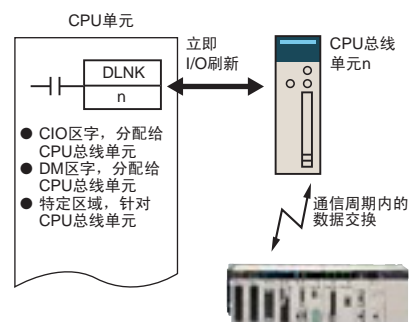 CPU单元
DLNK
n
● CIO区字，分配给
CPU总线单元
● DM区字，分配给
CPU总线单元
● 特定区域，针对
CPU总线单元
立即
I/O刷新
CPU总线
单元n
通信周期内的
数据交换